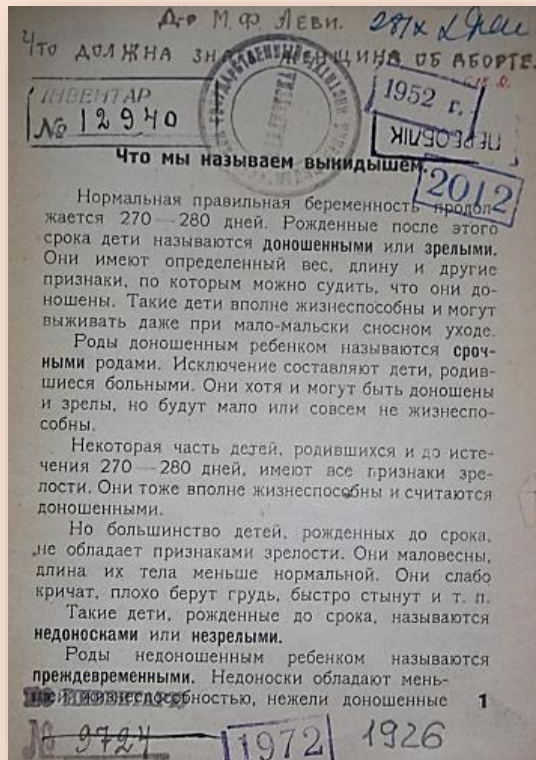 Д-р М. Ф. Леви.
Что должна знать женщина об аборте.
ІНВЕНТАР
№ 12940
1952 г.
ПЕРЕОБЛІК
2012
Что мы называем выкидышем.
Нормальная правильная беременность продол-
жается 270—280 дней. Рожденные после этого
срока дети называются доношенными или зрелыми.
Они имеют определенный вес, длину и другие
признаки, по которым можно судить, что они до-
ношены. Такие дети вполне жизнеспособны и могут
выживать даже при мало-мальски сносном уходе.
Роды доношенным ребенком называются сроч-
ными родами. Исключение составляют дети, родив-
шиеся больными. Они хотя и могут быть доношены
и зрелы, но будут мало или совсем не жизнеспо-
собны.
Некоторая часть детей, родившихся и до исте-
чения 270—280 дней, имеют все признаки зре-
лости. Они тоже вполне жизнеспособны и считаются
доношенными.
Но большинство детей, рожденных до срока,
не обладает признаками зрелости. Они маловесны,
длина их тела меньше нормальной. Они слабо
кричат, плохо берут грудь, быстро стынут и т. п.
Такие дети, рожденные до срока, называются
недоносками или незрелыми.
Роды недоношенным ребенком называются
преждевременными. Недоноски обладают мень-
шей жизнеспособностью, нежели доношенные 1
№ 9724
1972
1926